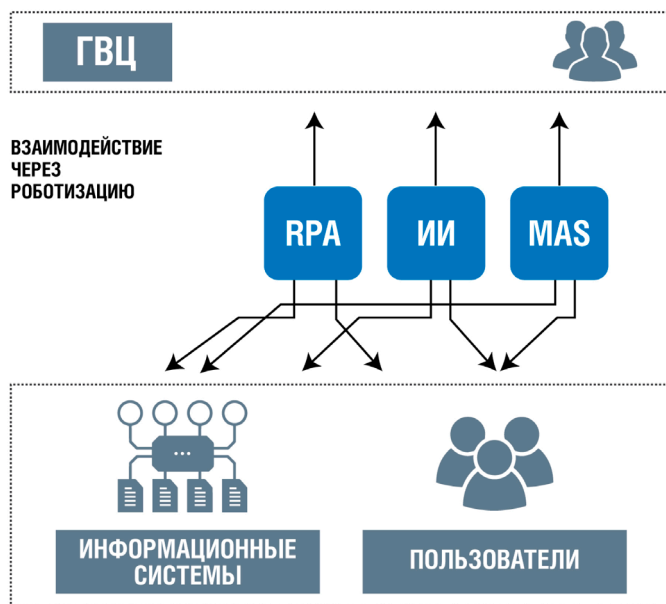 ГВЦ
ВЗАИМОДЕЙСТВИЕ
ЧЕРЕЗ
РОБОТИЗАЦИЮ
RPA
ИИ
MAS
ИНФОРМАЦИОННЫЕ
СИСТЕМЫ
ПОЛЬЗОВАТЕЛИ